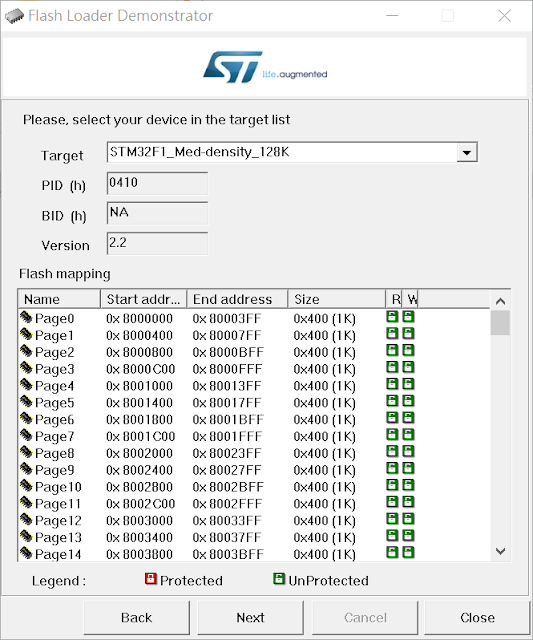 Flash Loader Demonstrator
ST life.augmented
Please, select your device in the target list
Target STM32F1_Med-density_128K
PID (h) 0410
BID (h) NA
Version 2.2
Flash mapping
Name Start addr... End address Size R W
Page0 0x 8000000 0x 80003FF 0x400 (1K)
Page1 0x 8000400 0x 80007FF 0x400 (1K)
Page2 0x 8000800 0x 8000BFF 0x400 (1K)
Page3 0x 8000C00 0x 8000FFF 0x400 (1K)
Page4 0x 8001000 0x 80013FF 0x400 (1K)
Page5 0x 8001400 0x 80017FF 0x400 (1K)
Page6 0x 8001800 0x 8001BFF 0x400 (1K)
Page7 0x 8001C00 0x 8001FFF 0x400 (1K)
Page8 0x 8002000 0x 80023FF 0x400 (1K)
Page9 0x 8002400 0x 80027FF 0x400 (1K)
Page10 0x 8002800 0x 8002BFF 0x400 (1K)
Page11 0x 8002C00 0x 8002FFF 0x400 (1K)
Page12 0x 8003000 0x 80033FF 0x400 (1K)
Page13 0x 8003400 0x 80037FF 0x400 (1K)
Page14 0x 8003800 0x 8003BFF 0x400 (1K)
Legend : Protected UnProtected
Back Next Cancel Close